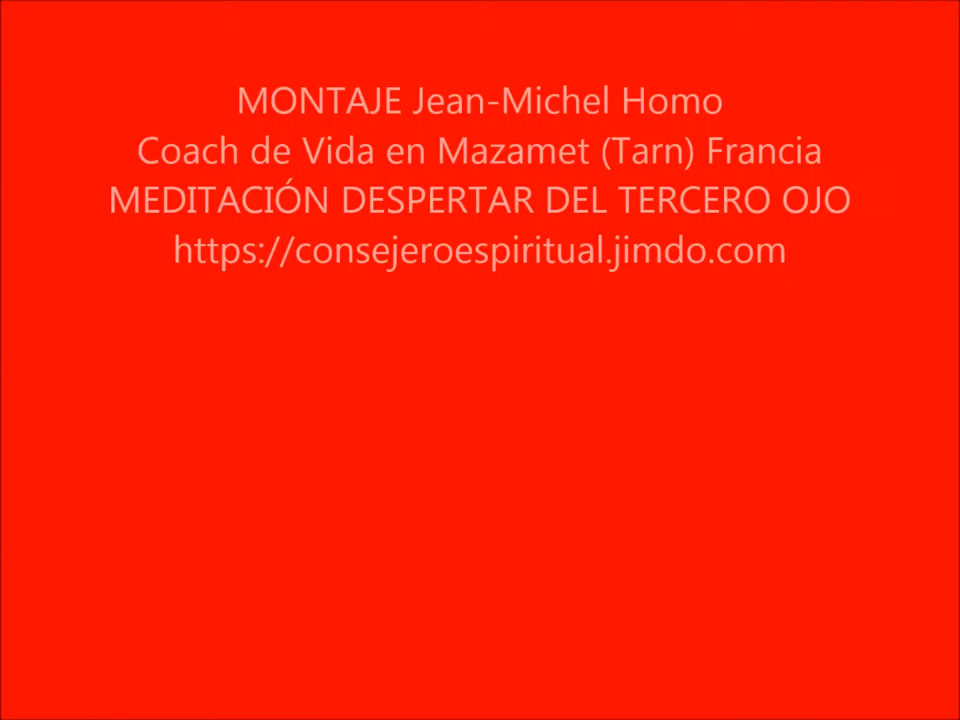 MONTAJE Jean-Michel Homo
Coach de Vida en Mazamet (Tarn) Francia
MEDITACIÓN DESPERTAR DEL TERCERO OJO
https://consejeroespiritual.jimdo.com